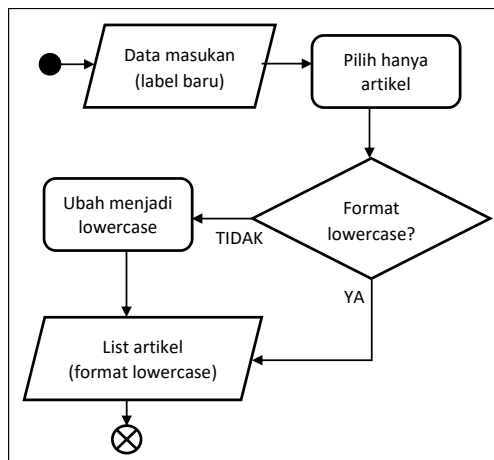 Data masukan
(label baru)
Pilih hanya
artikel
Format
lowercase?
TIDAK
YA
Ubah menjadi
lowercase
List artikel
(format lowercase)